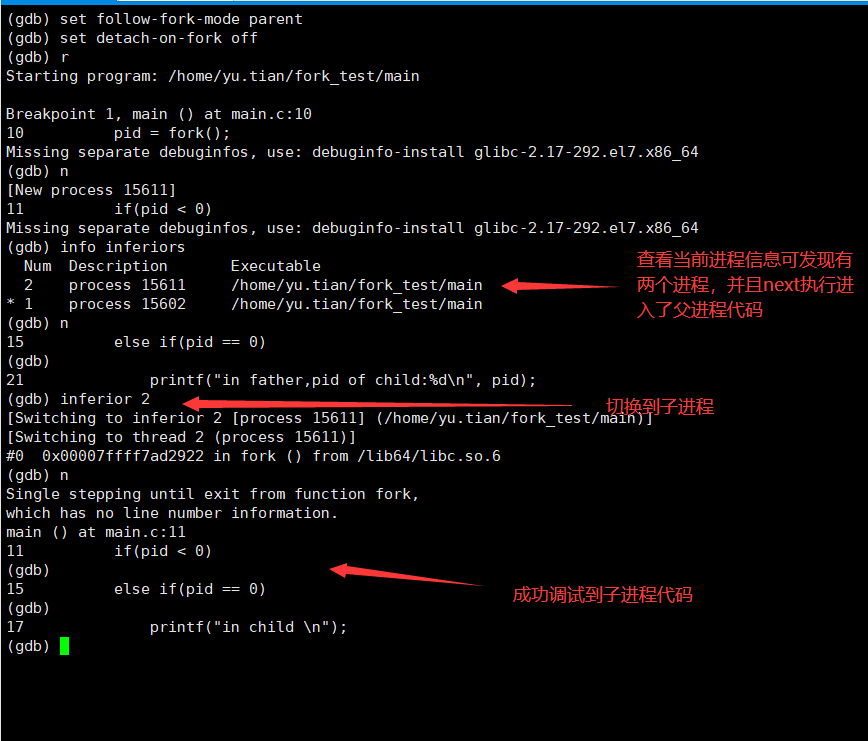 (gdb) set follow-fork-mode parent
(gdb) set detach-on-fork off
(gdb) r
Starting program: /home/yu.tian/fork_test/main
Breakpoint 1, main () at main.c:10
10          pid = fork();
Missing separate debuginfos, use: debuginfo-install glibc-2.17-292.el7.x86_64
(gdb) n
[New process 15611]
11          if(pid < 0)
Missing separate debuginfos, use: debuginfo-install glibc-2.17-292.el7.x86_64
(gdb) info inferiors
  Num  Description       Executable
  2    process 15611     /home/yu.tian/fork_test/main
* 1    process 15602     /home/yu.tian/fork_test/main
查看当前进程信息可发现有
两个进程，并且next执行进
入了父进程代码
(gdb) n
15          else if(pid == 0)
(gdb)
21              printf("in father,pid of child:%d\n", pid);
(gdb) inferior 2
切换到子进程
[Switching to inferior 2 [process 15611] (/home/yu.tian/fork_test/main)]
[Switching to thread 2 (process 15611)]
#0  0x00007ffff7ad2922 in fork () from /lib64/libc.so.6
(gdb) n
Single stepping until exit from function fork,
which has no line number information.
main () at main.c:11
11          if(pid < 0)
(gdb)
15          else if(pid == 0)
成功调试到子进程代码
(gdb)
17              printf("in child \n");
(gdb)